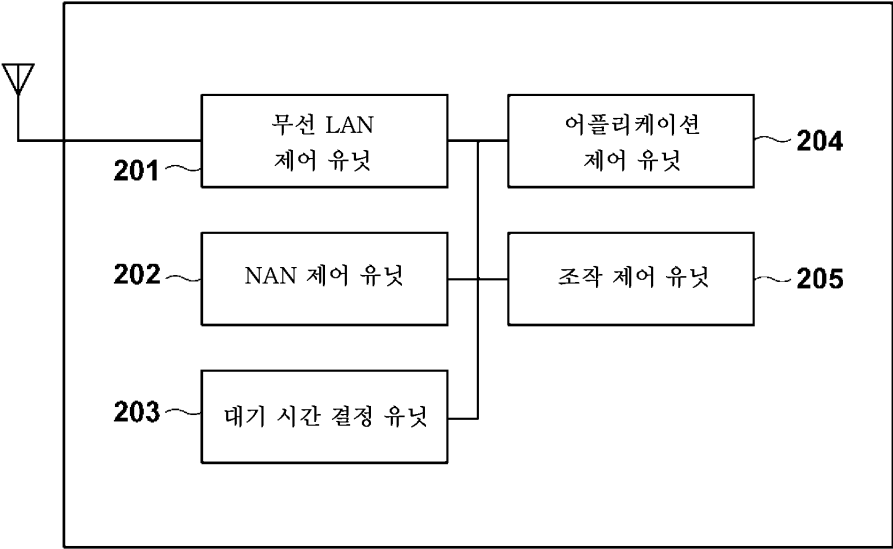 무선 LAN
제어 유닛
201
어플리케이션
제어 유닛
204
202
NAN 제어 유닛
조작 제어 유닛
205
203
대기 시간 결정 유닛